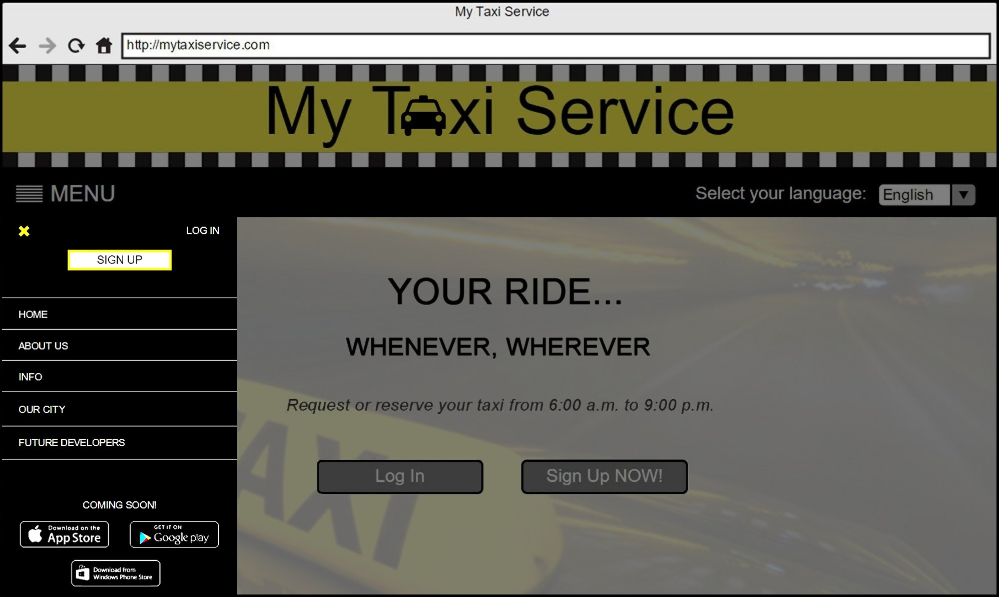 My Taxi Service
http://mytaxiservice.com
My Taxi Service
MENU
Select your language: English
LOG IN
SIGN UP
HOME
ABOUT US
INFO
OUR CITY
FUTURE DEVELOPERS
COMING SOON!
Download on the
App Store
GET IT ON
Google play
Download from
Windows Phone Store
YOUR RIDE...
WHENEVER, WHEREVER
Request or reserve your taxi from 6:00 a.m. to 9:00 p.m.
Log In
Sign Up NOW!
TAXI